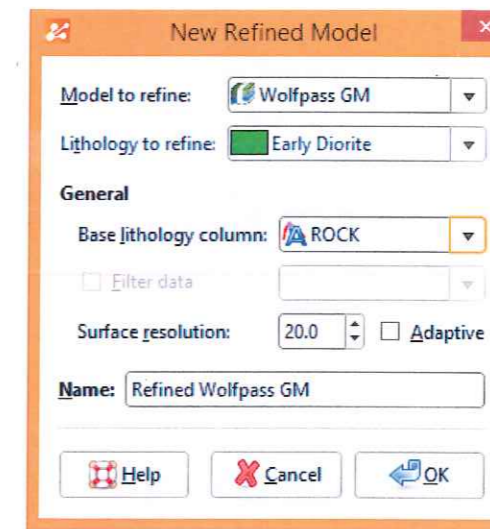 New Refined Model
Model to refine: Wolfpass GM
Lithology to refine: Early Diorite
General
Base lithology column: ROCK
Filter data
Surface resolution: 20.0 Adaptive
Name: Refined Wolfpass GM
Help Cancel OK